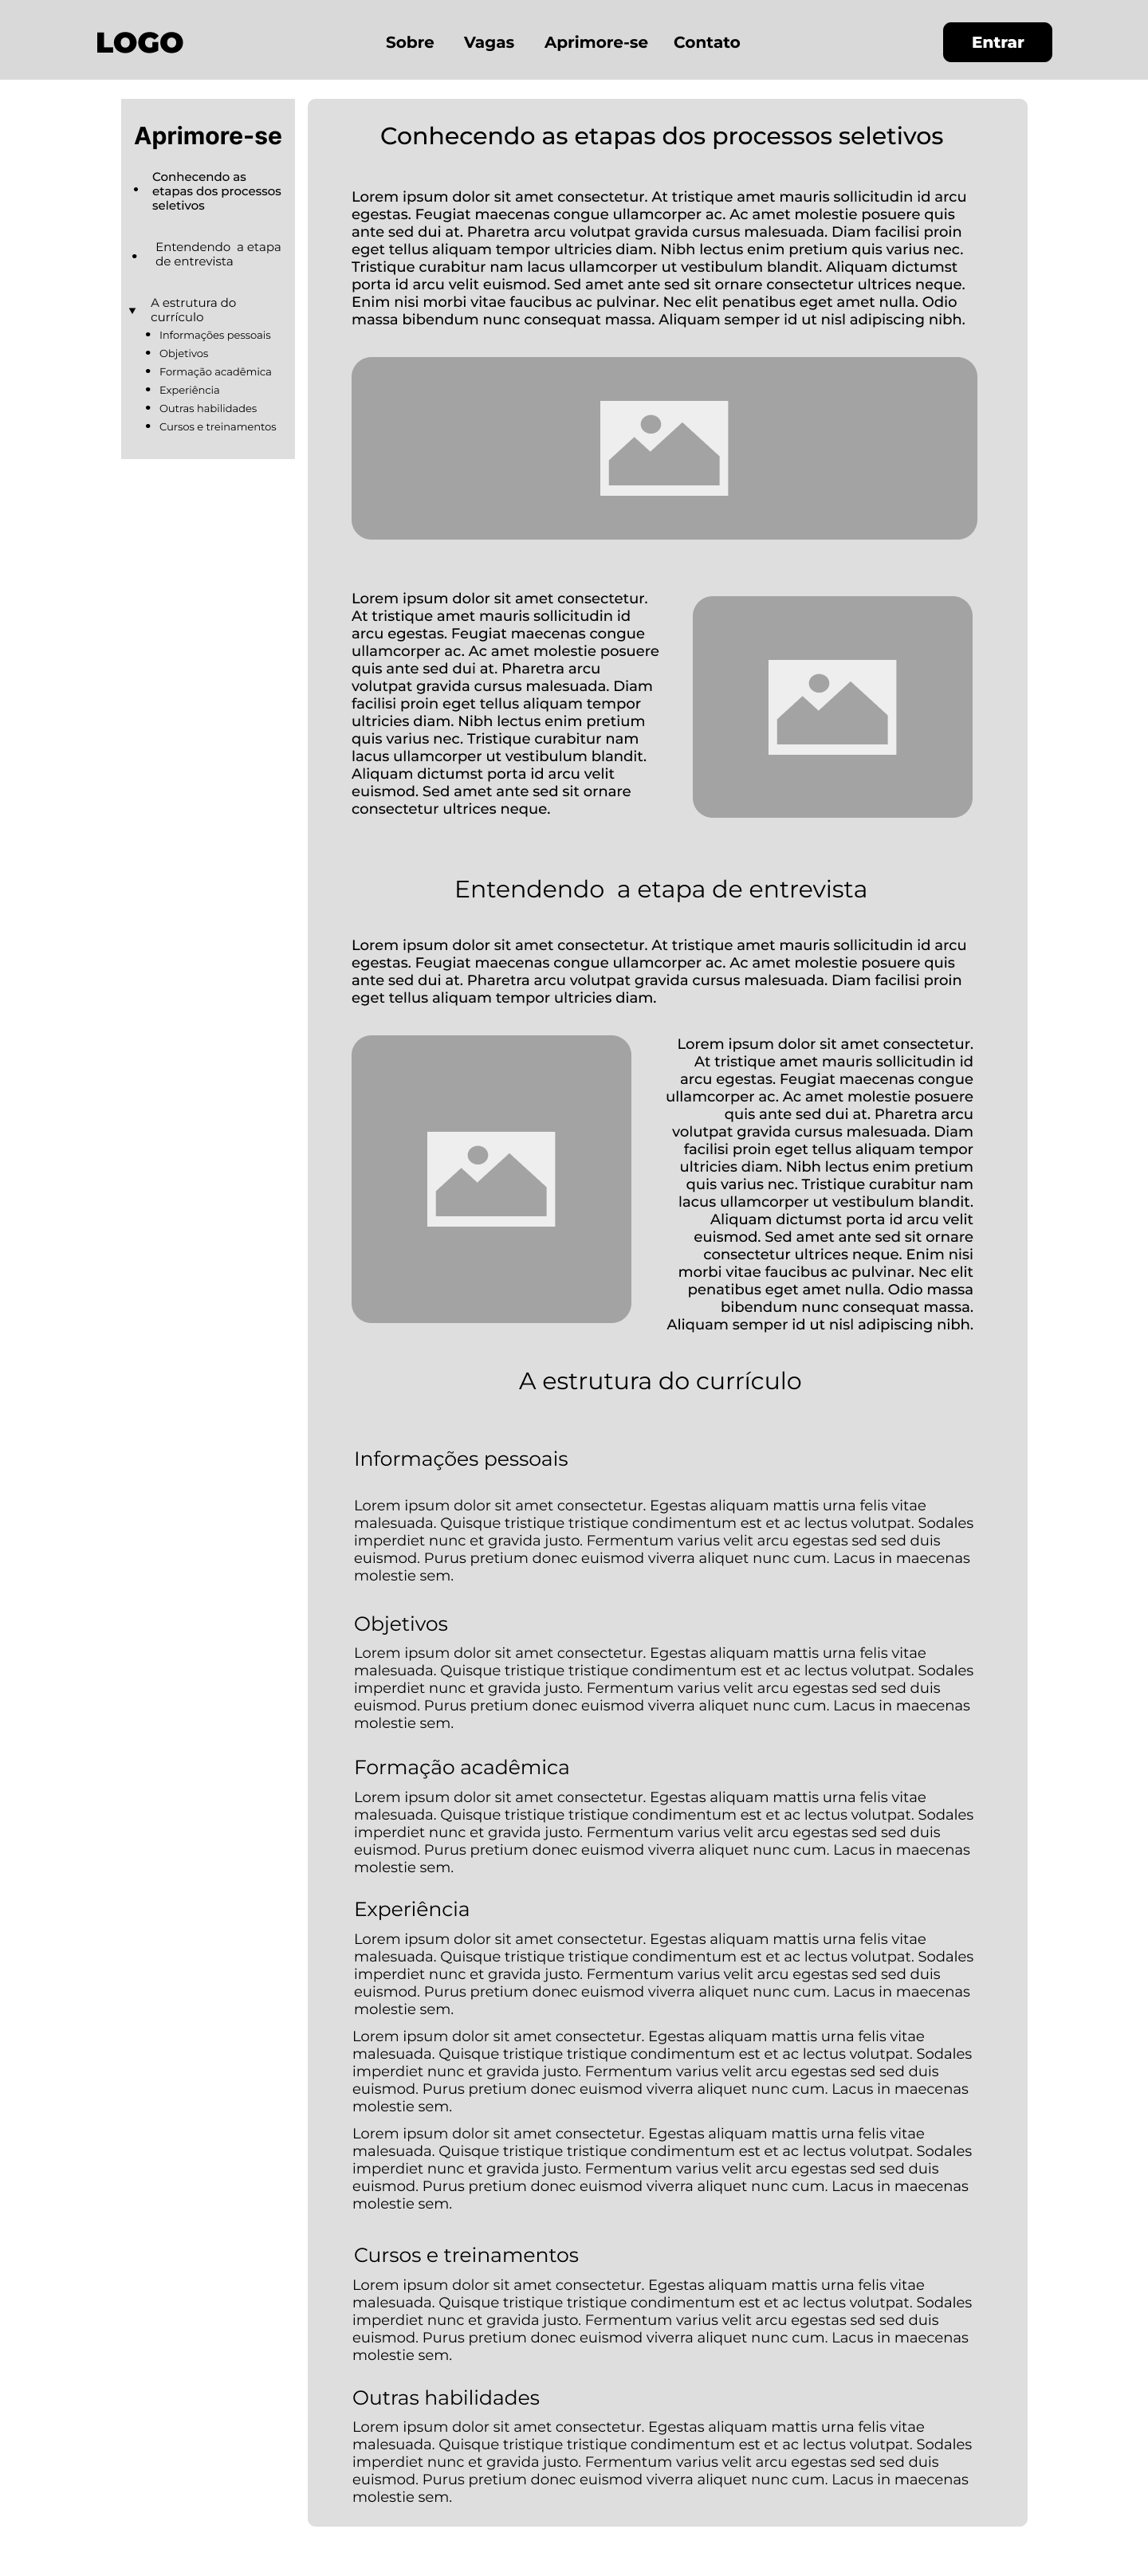 LOGO
Sobre
Vagas
Aprimore-se
Contato
Entrar
Aprimore-se
Conhecendo as
etapas dos processos
seletivos
Entendendo  a etapa
de entrevista
A estrutura do
currículo
Informações pessoais
Objetivos
Formação acadêmica
Experiência
Outras habilidades
Cursos e treinamentos
Conhecendo as etapas dos processos seletivos
Lorem ipsum dolor sit amet consectetur. At tristique amet mauris sollicitudin id arcu
egestas. Feugiat maecenas congue ullamcorper ac. Ac amet molestie posuere quis
ante sed dui at. Pharetra arcu volutpat gravida cursus malesuada. Diam facilisi proin
eget tellus aliquam tempor ultricies diam. Nibh lectus enim pretium quis varius nec.
Tristique curabitur nam lacus ullamcorper ut vestibulum blandit. Aliquam dictumst
porta id arcu velit euismod. Sed amet ante sed sit ornare consectetur ultrices neque.
Enim nisi morbi vitae faucibus ac pulvinar. Nec elit penatibus eget amet nulla. Odio
massa bibendum nunc consequat massa. Aliquam semper id ut nisl adipiscing nibh.
Lorem ipsum dolor sit amet consectetur.
At tristique amet mauris sollicitudin id
arcu egestas. Feugiat maecenas congue
ullamcorper ac. Ac amet molestie posuere
quis ante sed dui at. Pharetra arcu
volutpat gravida cursus malesuada. Diam
facilisi proin eget tellus aliquam tempor
ultricies diam. Nibh lectus enim pretium
quis varius nec. Tristique curabitur nam
lacus ullamcorper ut vestibulum blandit.
Aliquam dictumst porta id arcu velit
euismod. Sed amet ante sed sit ornare
consectetur ultrices neque.
Entendendo  a etapa de entrevista
Lorem ipsum dolor sit amet consectetur. At tristique amet mauris sollicitudin id arcu
egestas. Feugiat maecenas congue ullamcorper ac. Ac amet molestie posuere quis
ante sed dui at. Pharetra arcu volutpat gravida cursus malesuada. Diam facilisi proin
eget tellus aliquam tempor ultricies diam.
Lorem ipsum dolor sit amet consectetur.
At tristique amet mauris sollicitudin id
arcu egestas. Feugiat maecenas congue
ullamcorper ac. Ac amet molestie posuere
quis ante sed dui at. Pharetra arcu
volutpat gravida cursus malesuada. Diam
facilisi proin eget tellus aliquam tempor
ultricies diam. Nibh lectus enim pretium
quis varius nec. Tristique curabitur nam
lacus ullamcorper ut vestibulum blandit.
Aliquam dictumst porta id arcu velit
euismod. Sed amet ante sed sit ornare
consectetur ultrices neque. Enim nisi
morbi vitae faucibus ac pulvinar. Nec elit
penatibus eget amet nulla. Odio massa
bibendum nunc consequat massa.
Aliquam semper id ut nisl adipiscing nibh.
A estrutura do currículo
Informações pessoais
Lorem ipsum dolor sit amet consectetur. Egestas aliquam mattis urna felis vitae
malesuada. Quisque tristique tristique condimentum est et ac lectus volutpat. Sodales
imperdiet nunc et gravida justo. Fermentum varius velit arcu egestas sed sed duis
euismod. Purus pretium donec euismod viverra aliquet nunc cum. Lacus in maecenas
molestie sem.
Objetivos
Lorem ipsum dolor sit amet consectetur. Egestas aliquam mattis urna felis vitae
malesuada. Quisque tristique tristique condimentum est et ac lectus volutpat. Sodales
imperdiet nunc et gravida justo. Fermentum varius velit arcu egestas sed sed duis
euismod. Purus pretium donec euismod viverra aliquet nunc cum. Lacus in maecenas
molestie sem.
Formação acadêmica
Lorem ipsum dolor sit amet consectetur. Egestas aliquam mattis urna felis vitae
malesuada. Quisque tristique tristique condimentum est et ac lectus volutpat. Sodales
imperdiet nunc et gravida justo. Fermentum varius velit arcu egestas sed sed duis
euismod. Purus pretium donec euismod viverra aliquet nunc cum. Lacus in maecenas
molestie sem.
Experiência
Lorem ipsum dolor sit amet consectetur. Egestas aliquam mattis urna felis vitae
malesuada. Quisque tristique tristique condimentum est et ac lectus volutpat. Sodales
imperdiet nunc et gravida justo. Fermentum varius velit arcu egestas sed sed duis
euismod. Purus pretium donec euismod viverra aliquet nunc cum. Lacus in maecenas
molestie sem.
Lorem ipsum dolor sit amet consectetur. Egestas aliquam mattis urna felis vitae
malesuada. Quisque tristique tristique condimentum est et ac lectus volutpat. Sodales
imperdiet nunc et gravida justo. Fermentum varius velit arcu egestas sed sed duis
euismod. Purus pretium donec euismod viverra aliquet nunc cum. Lacus in maecenas
molestie sem.
Lorem ipsum dolor sit amet consectetur. Egestas aliquam mattis urna felis vitae
malesuada. Quisque tristique tristique condimentum est et ac lectus volutpat. Sodales
imperdiet nunc et gravida justo. Fermentum varius velit arcu egestas sed sed duis
euismod. Purus pretium donec euismod viverra aliquet nunc cum. Lacus in maecenas
molestie sem.
Cursos e treinamentos
Lorem ipsum dolor sit amet consectetur. Egestas aliquam mattis urna felis vitae
malesuada. Quisque tristique tristique condimentum est et ac lectus volutpat. Sodales
imperdiet nunc et gravida justo. Fermentum varius velit arcu egestas sed sed duis
euismod. Purus pretium donec euismod viverra aliquet nunc cum. Lacus in maecenas
molestie sem.
Outras habilidades
Lorem ipsum dolor sit amet consectetur. Egestas aliquam mattis urna felis vitae
malesuada. Quisque tristique tristique condimentum est et ac lectus volutpat. Sodales
imperdiet nunc et gravida justo. Fermentum varius velit arcu egestas sed sed duis
euismod. Purus pretium donec euismod viverra aliquet nunc cum. Lacus in maecenas
molestie sem.